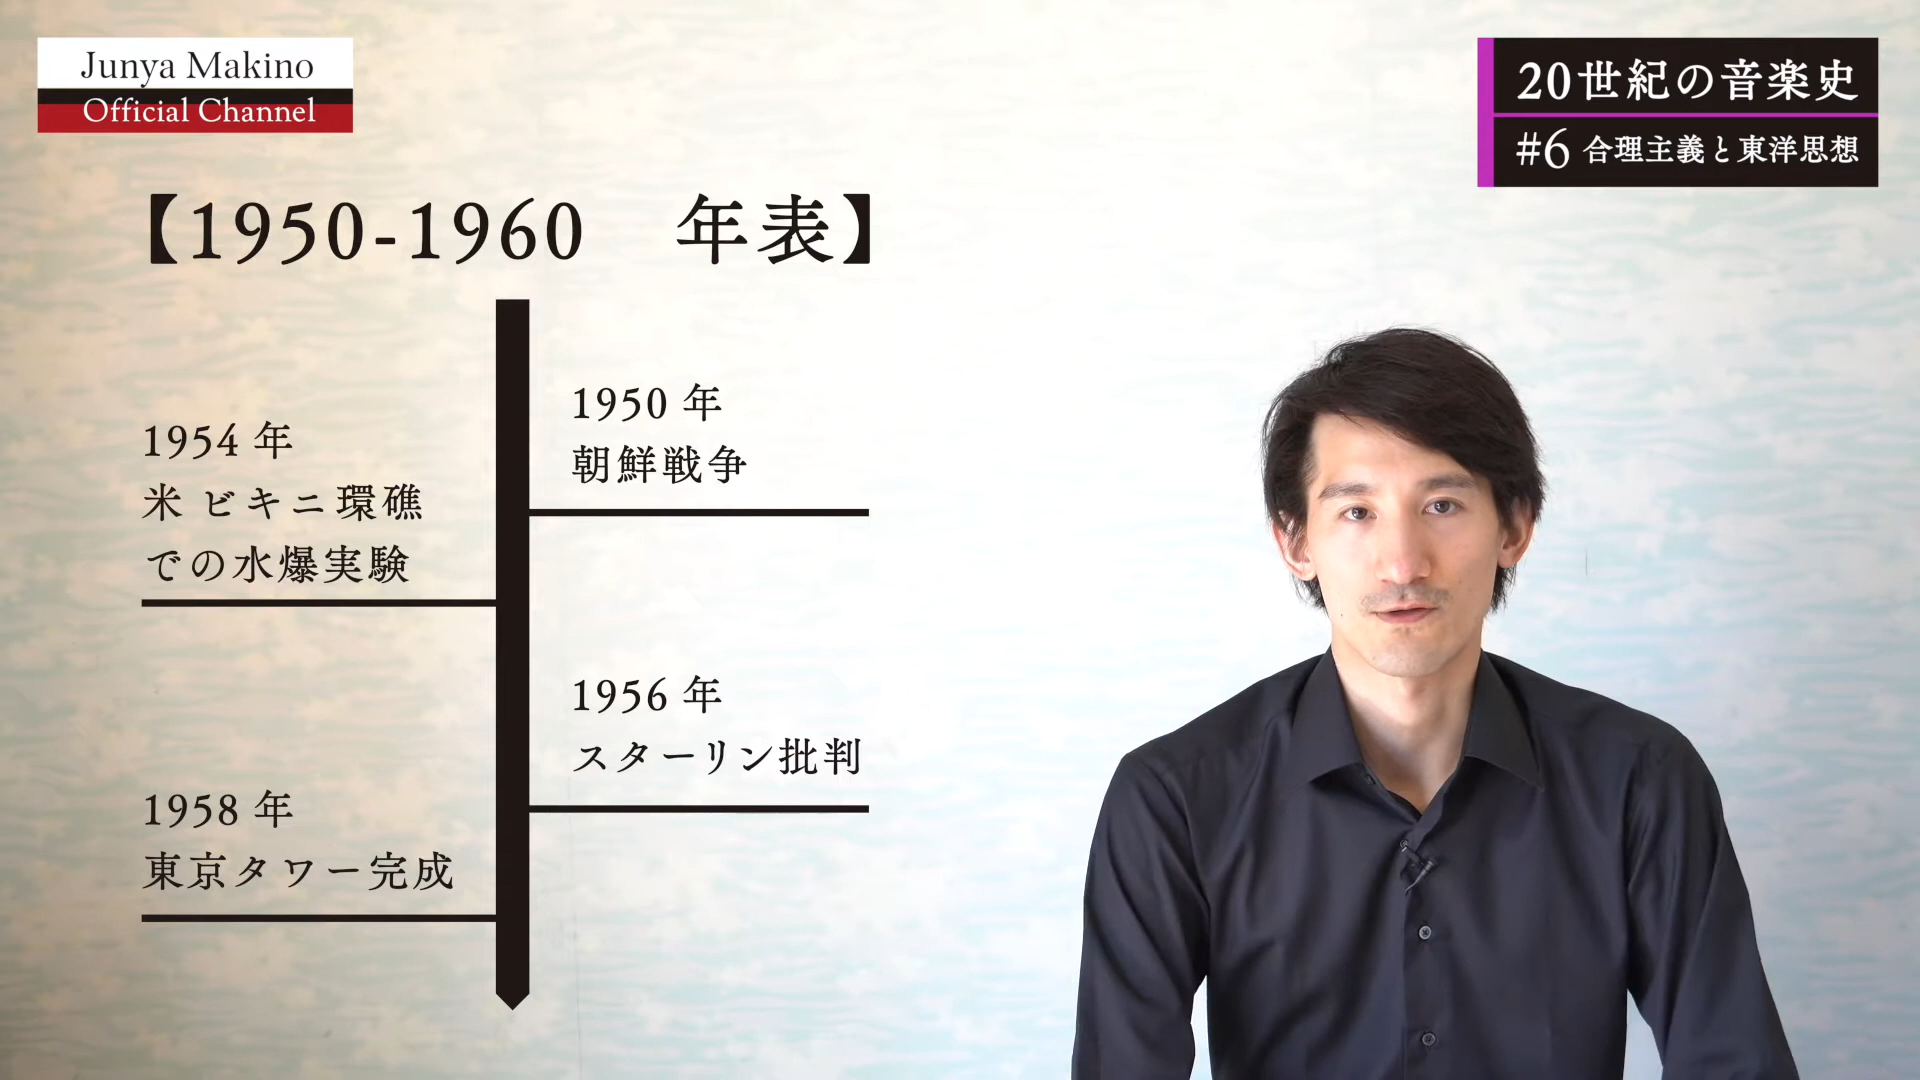 Junya Makino
Official Channel
20世紀の音楽史
#6 合理主義と東洋思想
【1950-1960 年表】
1950 年
朝鮮戦争
1954 年
米 ビキニ環礁
での水爆実験
1956 年
スターリン批判
1958 年
東京タワー完成